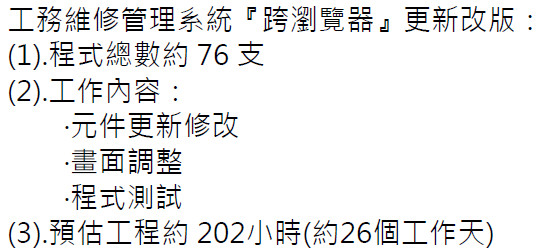 工務維修管理系統『跨瀏覽器』更新改版：
(1).程式總數約 76 支
(2).工作內容：
‧元件更新修改
‧畫面調整
‧程式測試
(3).預估工程約 202小時(約26個工作天)